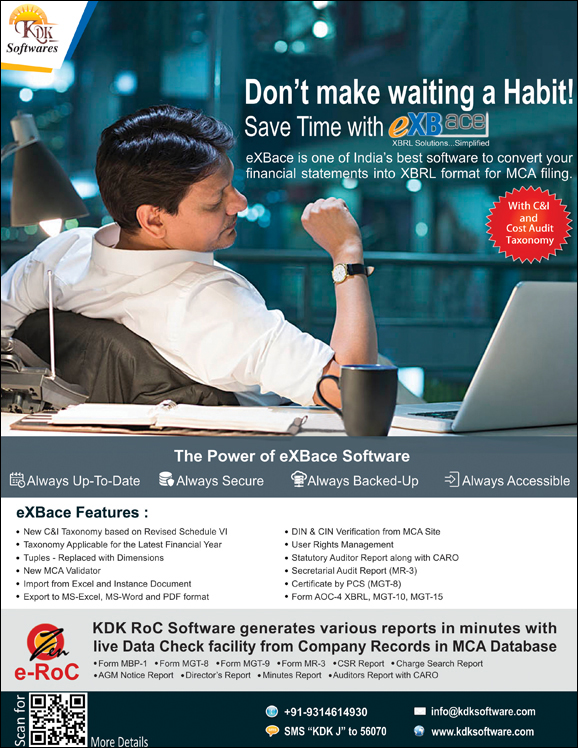 KDK
Softwares
Don't make waiting a Habit!
Save Time with eXBace
XBRL Solutions...Simplified
eXBace is one of India's best software to convert your
financial statements into XBRL format for MCA filing.
With C&I
and
Cost Audit
Taxonomy
The Power of eXBace Software
Always Up-To-Date
Always Secure
Always Backed-Up
Always Accessible
eXBace Features :
• New C&I Taxonomy based on Revised Schedule VI
• Taxonomy Applicable for the Latest Financial Year
• Tuples - Replaced with Dimensions
• New MCA Validator
• Import from Excel and Instance Document
• Export to MS-Excel, MS-Word and PDF format
• DIN & CIN Verification from MCA Site
• User Rights Management
• Statutory Auditor Report along with CARO
• Secretarial Audit Report (MR-3)
• Certificate by PCS (MGT-8)
• Form AOC-4 XBRL, MGT-10, MGT-15
Zen
e-RoC
KDK RoC Software generates various reports in minutes with
live Data Check facility from Company Records in MCA Database
• Form MBP-1 • Form MGT-8 • Form MGT-9 • Form MR-3 • CSR Report • Charge Search Report
• AGM Notice Report • Director's Report • Minutes Report • Auditors Report with CARO
Scan for
More Details
+91-9314614930
SMS "KDK J" to 56070
info@kdksoftware.com
www.kdksoftware.com